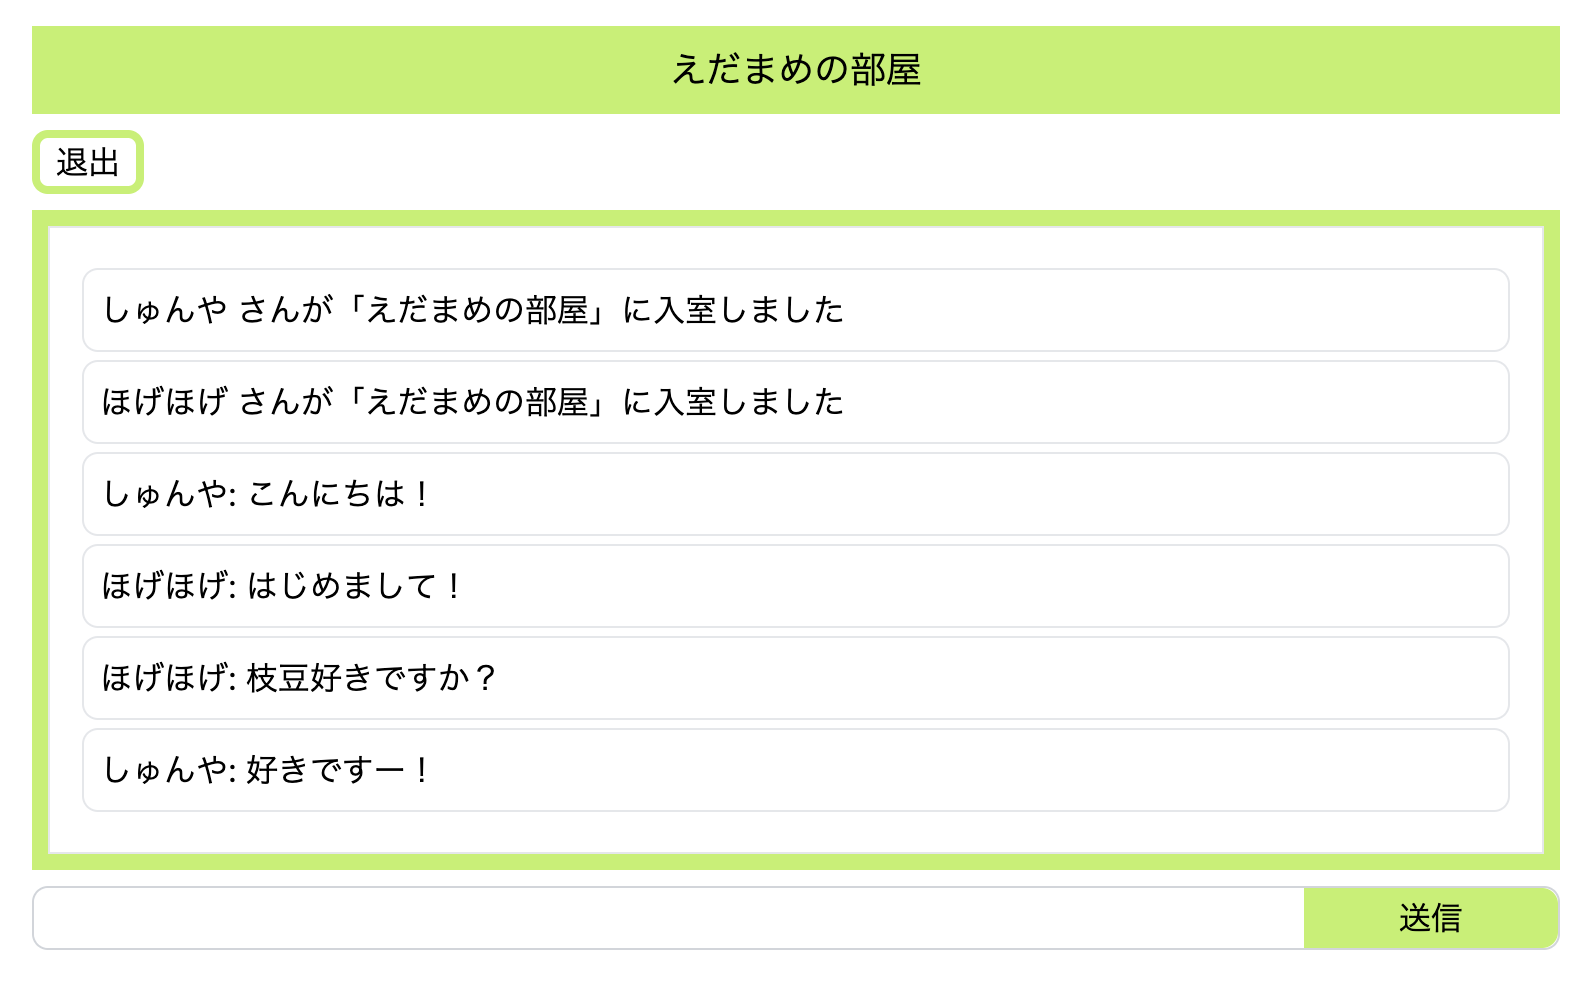 えだまめの部屋
退出
しゅんや さんが「えだまめの部屋」に入室しました
ほげほげ さんが「えだまめの部屋」に入室しました
しゅんや: こんにちは！
ほげほげ: はじめまして！
ほげほげ: 枝豆好きですか？
しゅんや: 好きですー！
送信